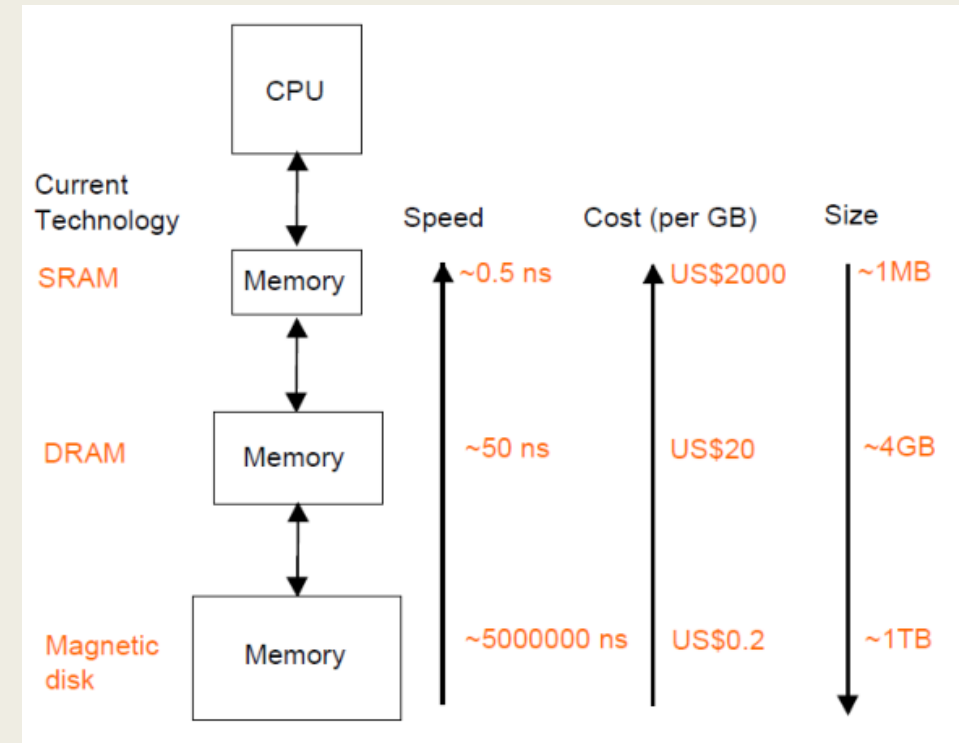 CPU
Current
Technology
Speed
Cost (per GB)
Size
SRAM
Memory
~0.5 ns
US$2000
~1MB
DRAM
Memory
~50 ns
US$20
~4GB
Magnetic
disk
Memory
~5000000 ns
US$0.2
~1TB